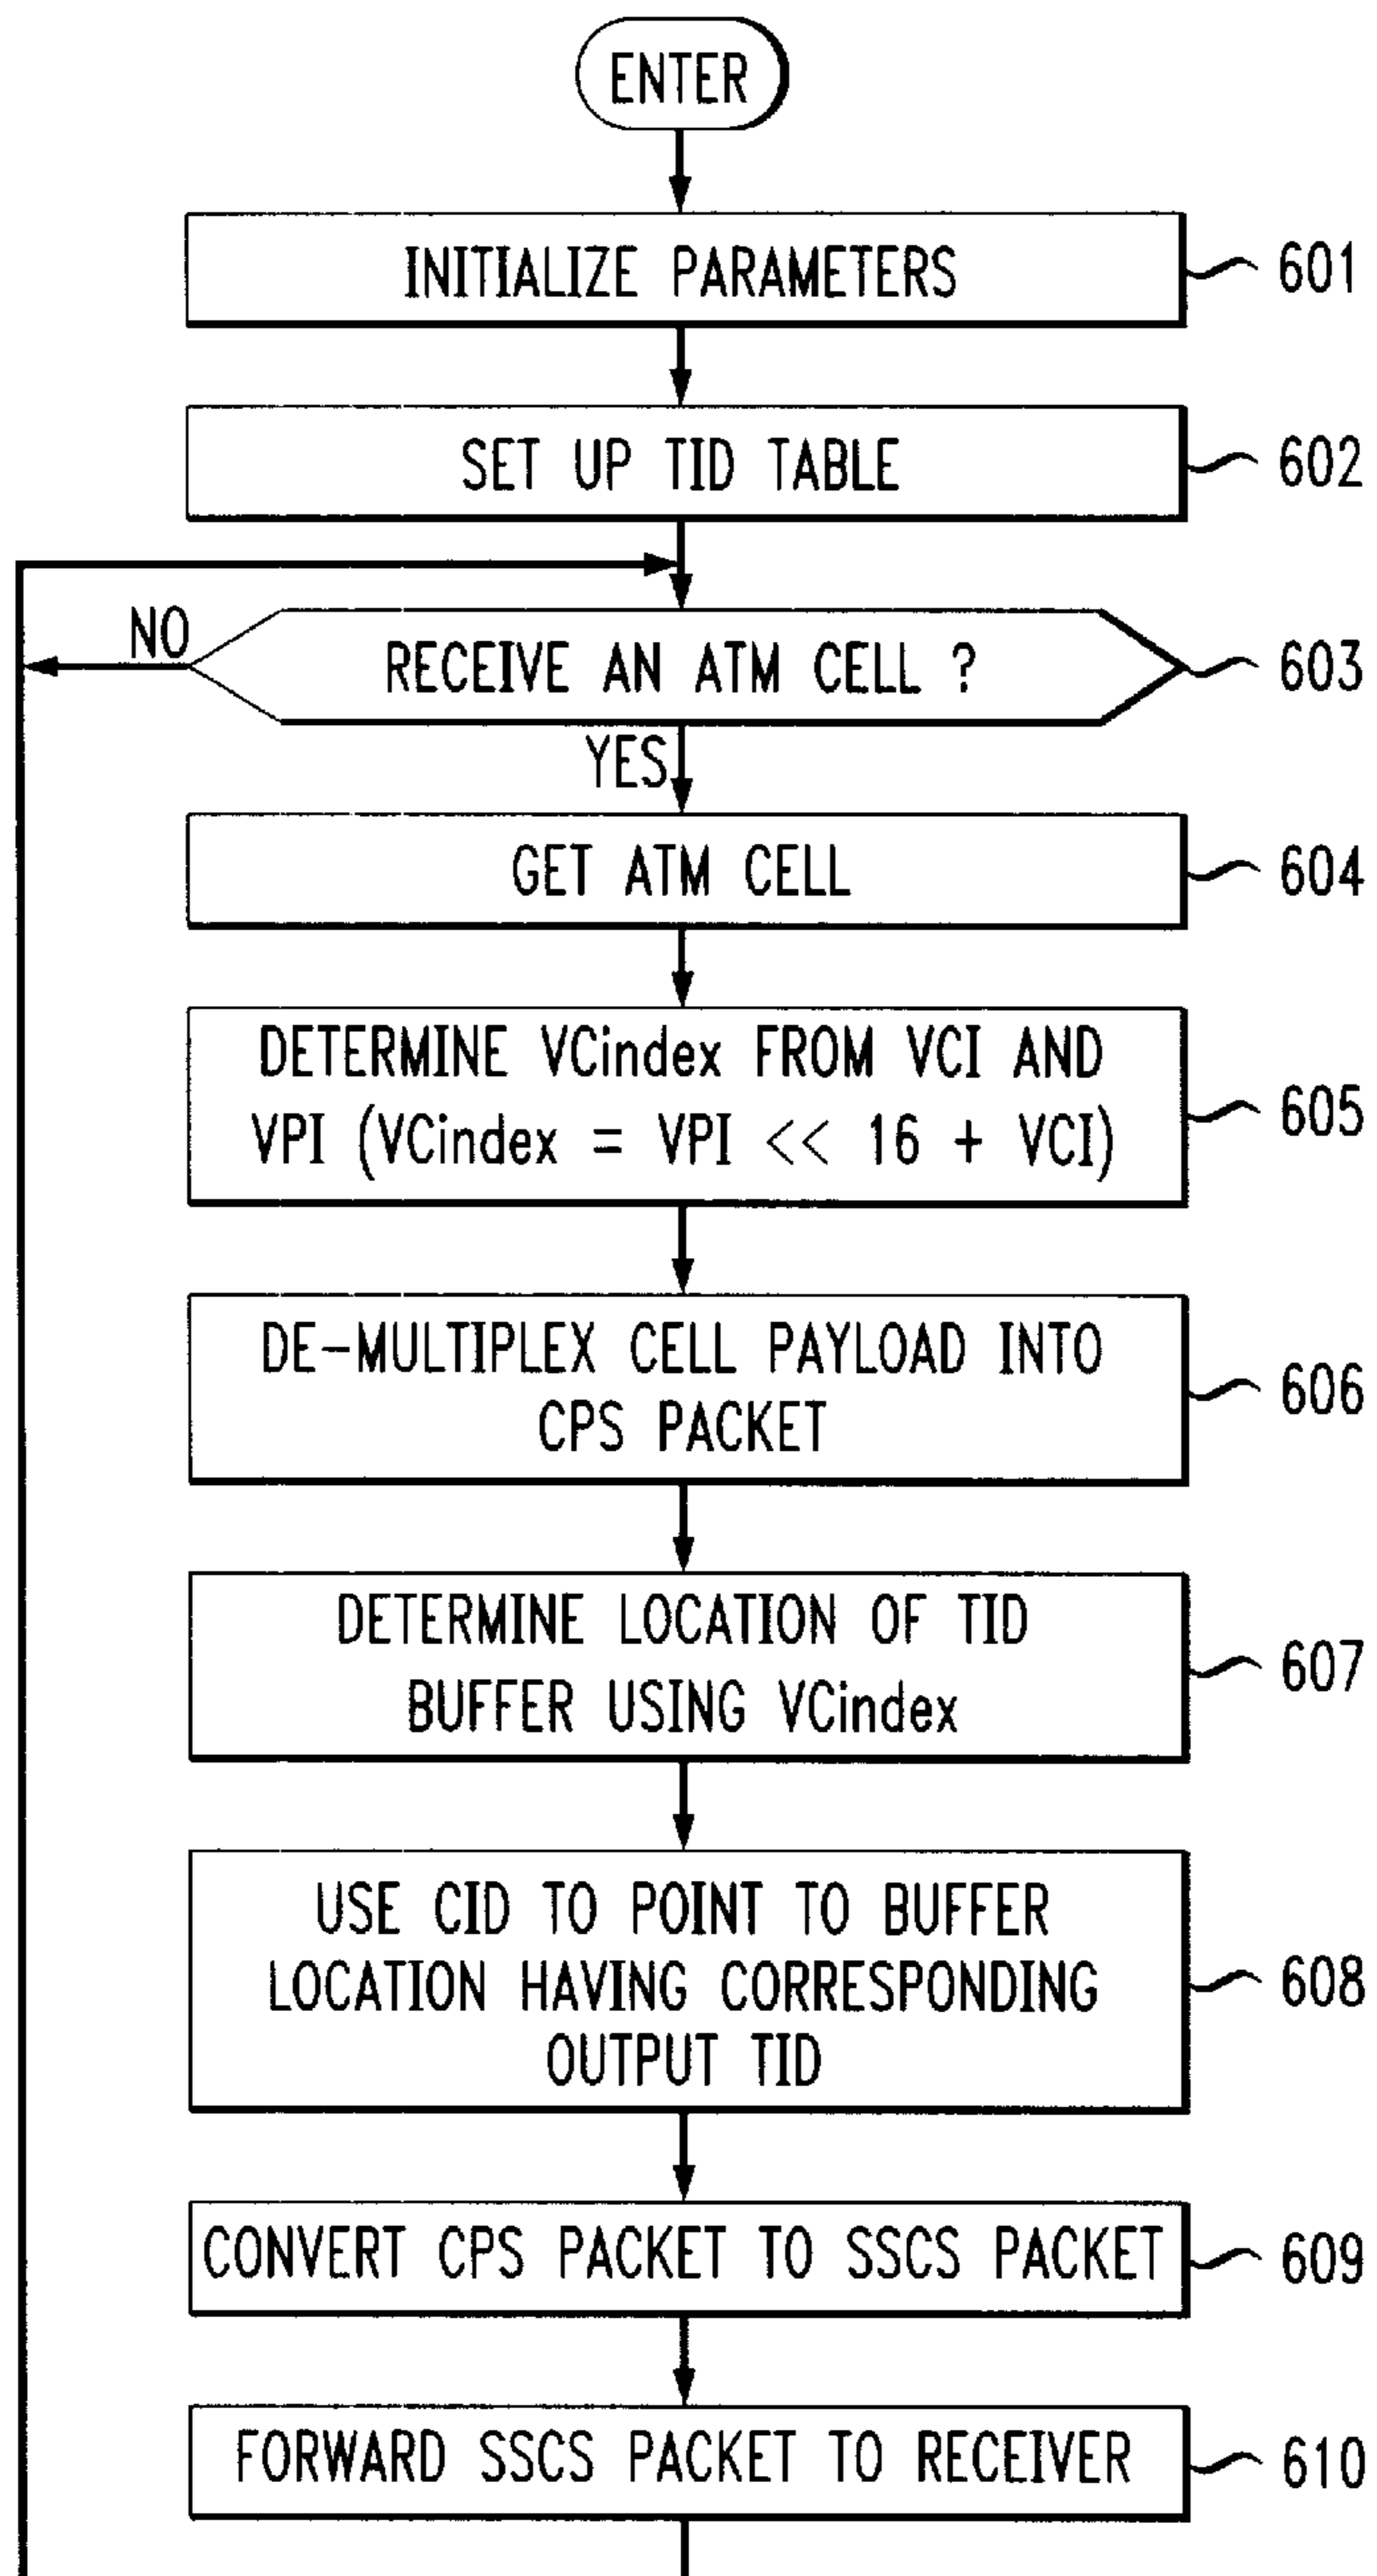 ENTER
INITIALIZE PARAMETERS
601
SET UP TID TABLE
602
NO
RECEIVE AN ATM CELL ?
603
YES
GET ATM CELL
604
DETERMINE VCindex FROM VCI AND
VPI (VCindex = VPI << 16 + VCI)
605
DE-MULTIPLEX CELL PAYLOAD INTO
CPS PACKET
606
DETERMINE LOCATION OF TID
BUFFER USING VCindex
607
USE CID TO POINT TO BUFFER
LOCATION HAVING CORRESPONDING
OUTPUT TID
608
CONVERT CPS PACKET TO SSCS PACKET
609
FORWARD SSCS PACKET TO RECEIVER
610